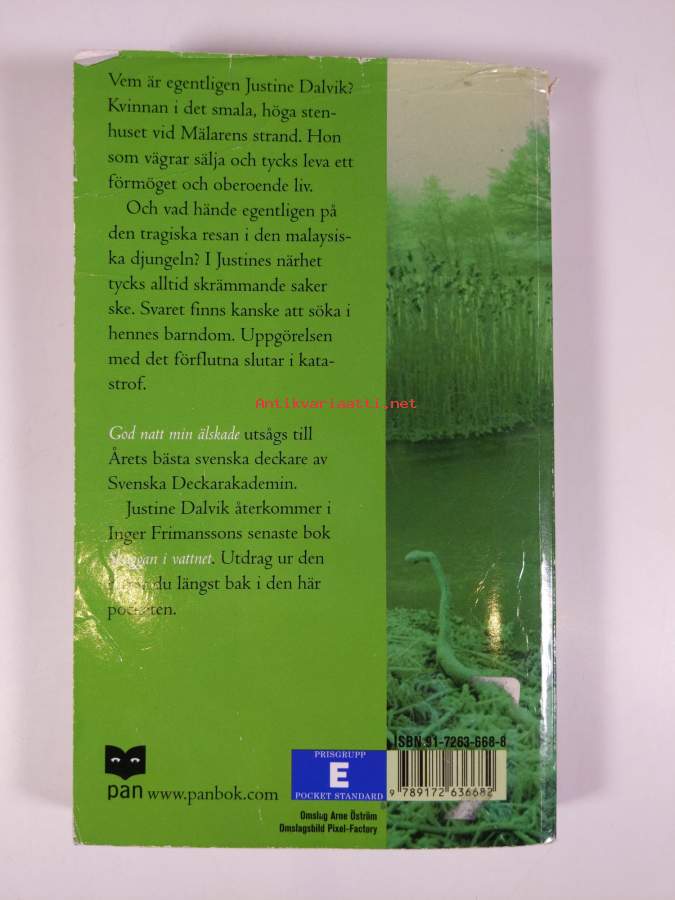 Vem är egentligen Justine Dalvik?
Kvinnan i det smala, höga sten-
huset vid Mälarens strand. Hon
som vägrar sälja och tycks leva ett
förmöget och oberoende liv.
Och vad hände egentligen på
den tragiska resan i den malaysis-
ka djungeln? I Justines närhet
tycks alltid skrämmande saker
ske. Svaret finns kanske att söka i
hennes barndom. Uppgörelsen
med det förflutna slutar i kata-
strof.
Antikvariaatti.net
God natt min älskade utsågs till
Årets bästa svenska deckare av
Svenska Deckarakademin.
Justine Dalvik återkommer i
Inger Frimanssons senaste bok
Skuggan i vattnet. Utdrag ur den
du längst bak i den här
pocketen.
ISBN 91-7263-668-8
PRISGRUPP
E
POCKET STANDARD
9 789172 636682
pan www.panbok.com
Omslag Arne Öström
Omslagsbild Pixel-Factory